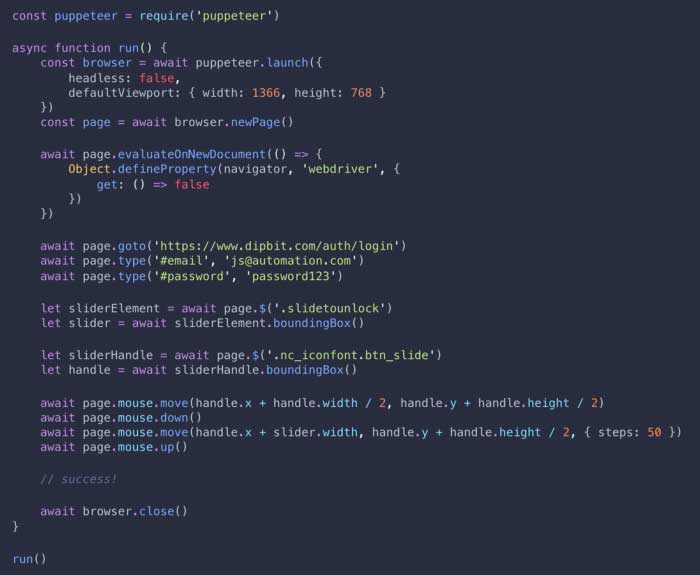 const puppeteer = require('puppeteer')
async function run() {
    const browser = await puppeteer.launch({
        headless: false,
        defaultViewport: { width: 1366, height: 768 }
    })
    const page = await browser.newPage()
    await page.evaluateOnNewDocument(() => {
        Object.defineProperty(navigator, 'webdriver', {
            get: () => false
        })
    })
    await page.goto('https://www.dipbit.com/auth/login')
    await page.type('#email', 'js@automation.com')
    await page.type('#password', 'password123')
    let sliderElement = await page.$('.slidetounlock')
    let slider = await sliderElement.boundingBox()
    let sliderHandle = await page.$('.nc_iconfont.btn_slide')
    let handle = await sliderHandle.boundingBox()
    await page.mouse.move(handle.x + handle.width / 2, handle.y + handle.height / 2)
    await page.mouse.down()
    await page.mouse.move(handle.x + slider.width, handle.y + handle.height / 2, { steps: 50 })
    await page.mouse.up()
    // success!
    await browser.close()
}
run()